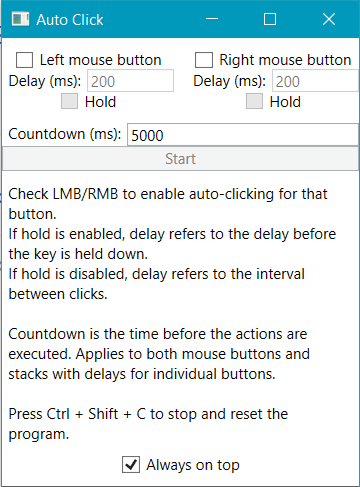 Auto Click
Left mouse button Right mouse button
Delay (ms): 200 Delay (ms): 200
Hold Hold
Countdown (ms): 5000
Start
Check LMB/RMB to enable auto-clicking for that
button.
If hold is enabled, delay refers to the delay before
the key is held down.
If hold is disabled, delay refers to the interval
between clicks.
Countdown is the time before the actions are
executed. Applies to both mouse buttons and
stacks with delays for individual buttons.
Press Ctrl + Shift + C to stop and reset the
program.
Always on top